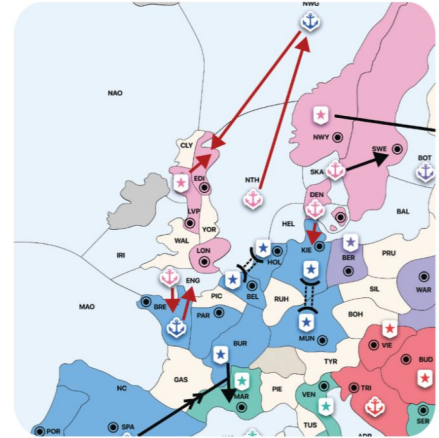 NWG
NAO
CLY
NWY
SWE
EDI
NTH
SKA
BOT
LVP
YOR
DEN
BAL
WAL
HEL
IRI
LON
HOL
KIE
BER
PRU
ENG
MAO
BRE
PIC
BEL
RUH
SIL
WAR
PAR
BOH
BUR
MUN
VIE
TYR
BUD
NC
GAS
MAR
PIE
VEN
TRI
POR
SPA
TUS
SER